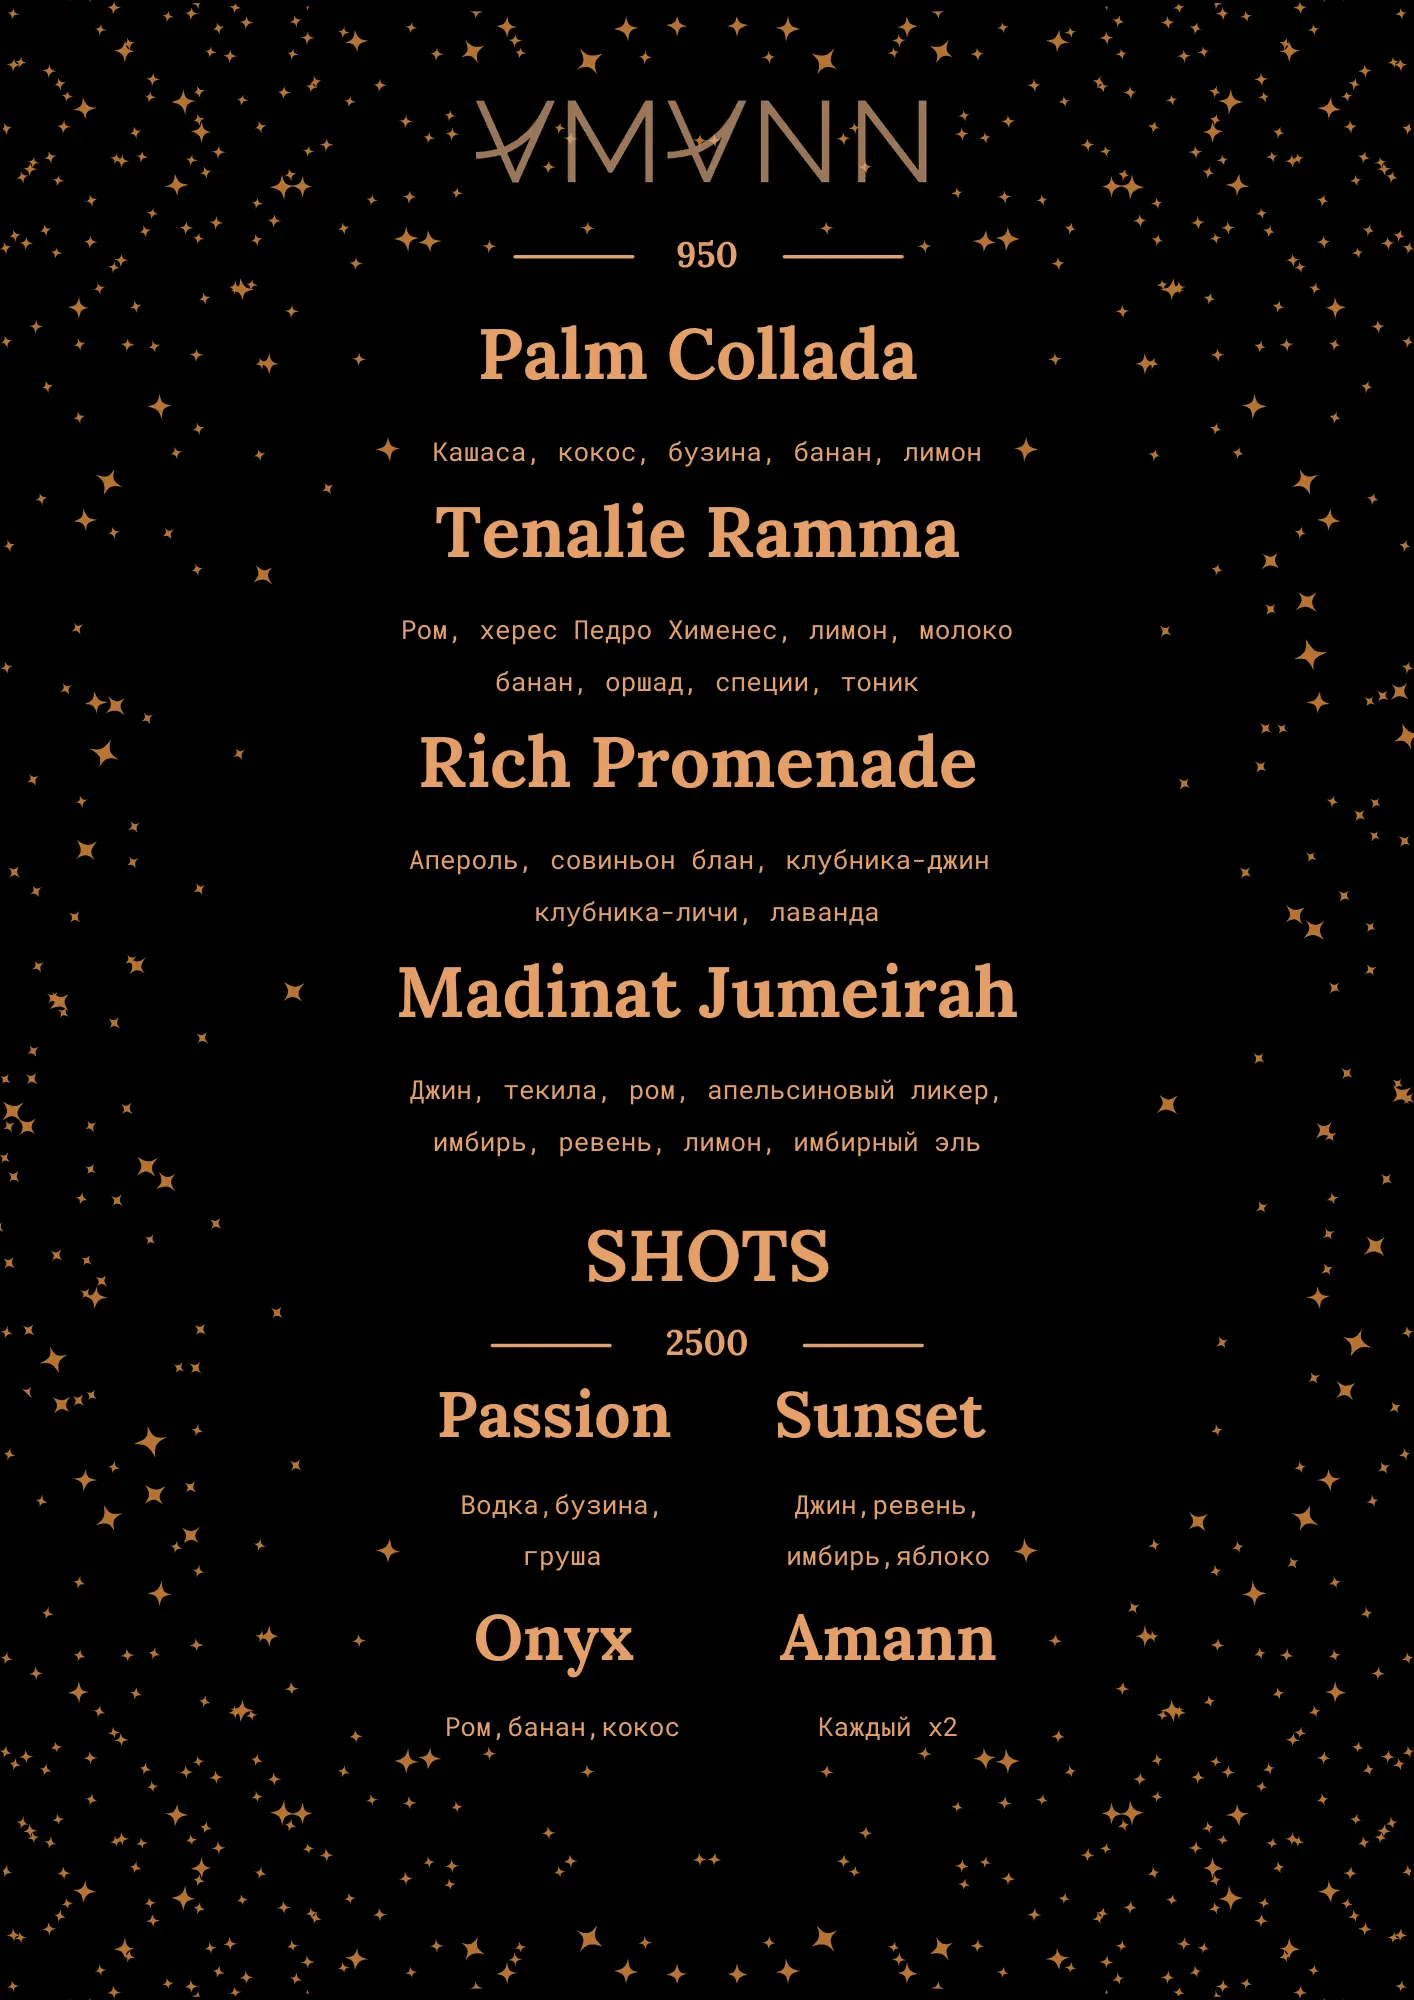 AMANN
950
Palm Collada
Кашаса, кокос, бузина, банан, лимон
Tenalie Ramma
Ром, херес Педро Хименес, лимон, молоко
банан, оршад, специи, тоник
Rich Promenade
Апероль, совиньон блан, клубника-джин
клубника-личи, лаванда
Madinat Jumeirah
Джин, текила, ром, апельсиновый ликер,
имбирь, ревень, лимон, имбирный эль
SHOTS
2500
Passion
Водка,бузина,
груша
Sunset
Джин,ревень,
имбирь,яблоко
Onyx
Ром,банан,кокос
Amann
Каждый x2